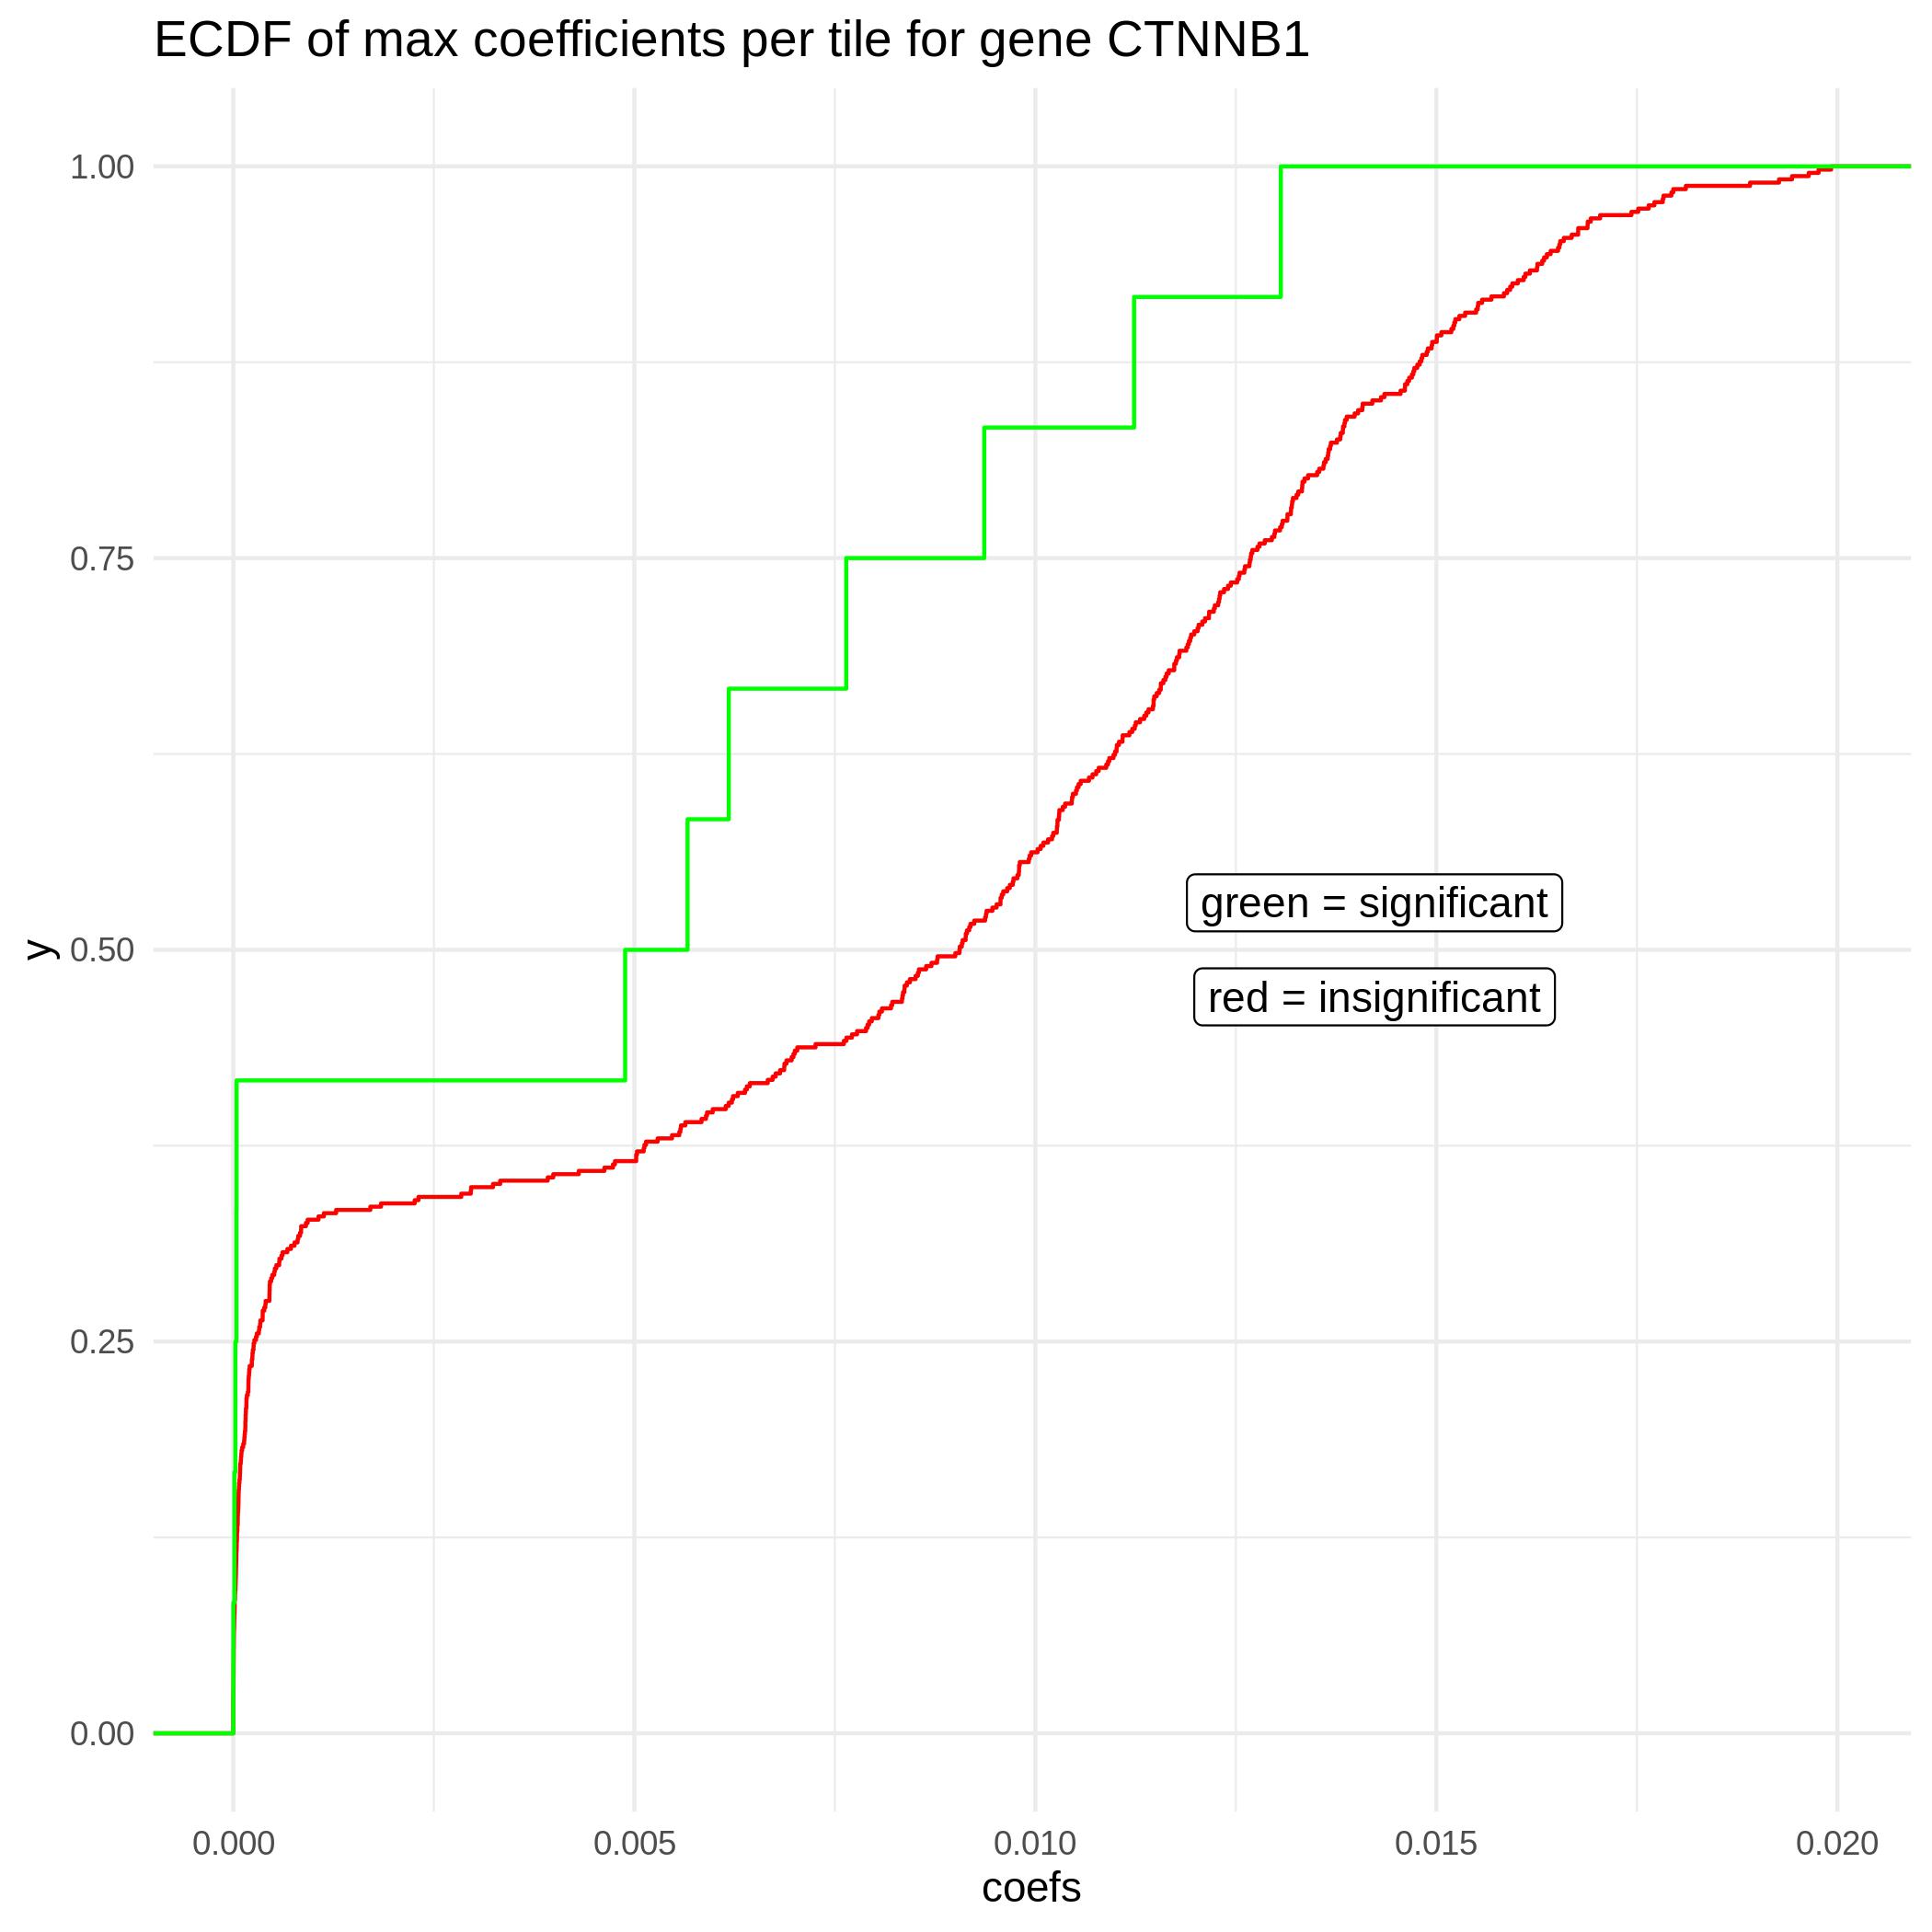 ECDF of max coefficients per tile for gene CTNNB1
1.00
0.75
0.50
0.25
0.00
y
green = significant
red = insignificant
0.000 0.005 0.010 0.015 0.020
coefs